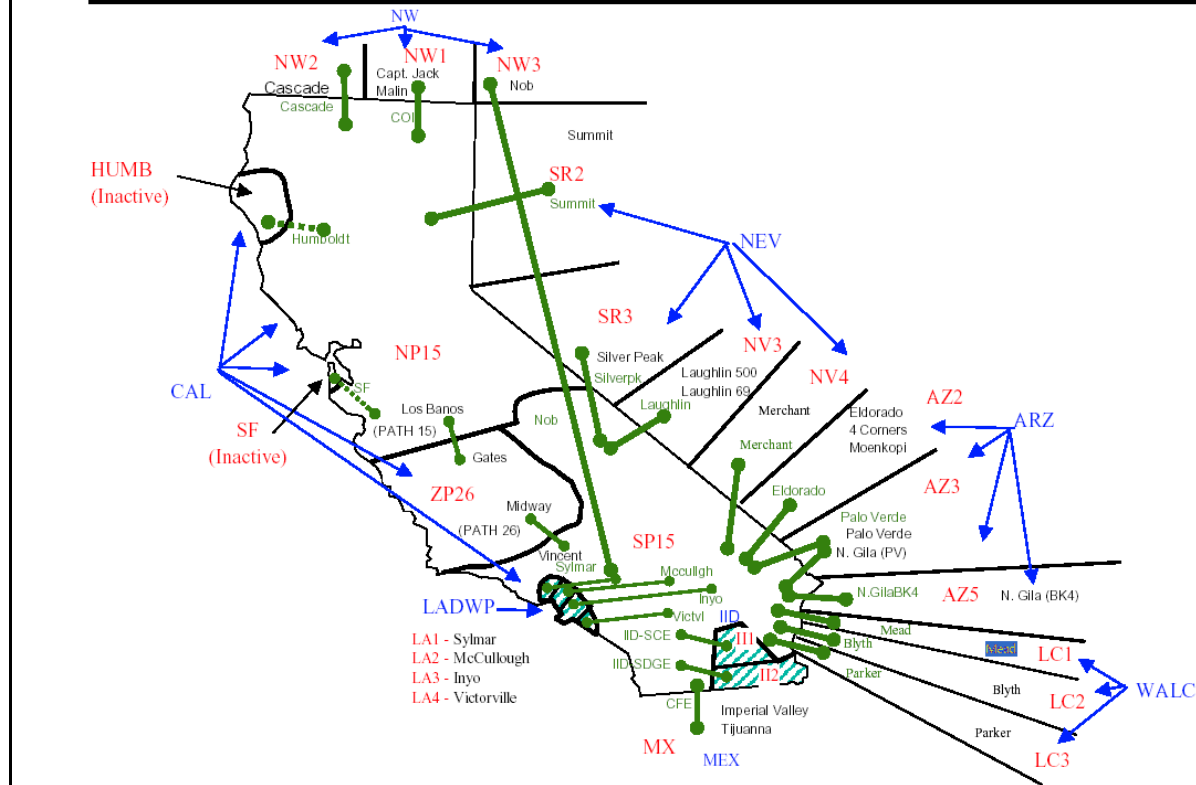 NW
NW2
NW1
NW3
Cascade
Capt. Jack
Malin
Nob
Cascade
COI
Summit
HUMB
(Inactive)
SR2
Summit
Humboldt
NEV
SR3
NV3
NP15
Silver Peak
Silverpk
Laughlin 500
Laughlin 69
NV4
CAL
SF
Los Banos
(PATH 15)
Nob
Laughlin
Merchant
AZ2
Eldorado
4 Corners
Moenkopi
ARZ
SF
(Inactive)
Gates
Merchant
AZ3
ZP26
Midway
(PATH 26)
Eldorado
Palo Verde
Palo Verde
N. Gila (PV)
Vincent
SP15
Sylmar
Mccullgh
Inyo
N.GilaBK4
AZ5
N. Gila (BK4)
LADWP
Victvl
IID
Mead
LA1 - Sylmar
LA2 - McCullough
LA3 - Inyo
LA4 - Victorville
IID-SCE
II1
Blyth
Mead
LC1
IID-SDGE
II2
Parker
Blyth
LC2
WALC
CFE
Imperial Valley
Tijuanna
Parker
LC3
MX
MEX